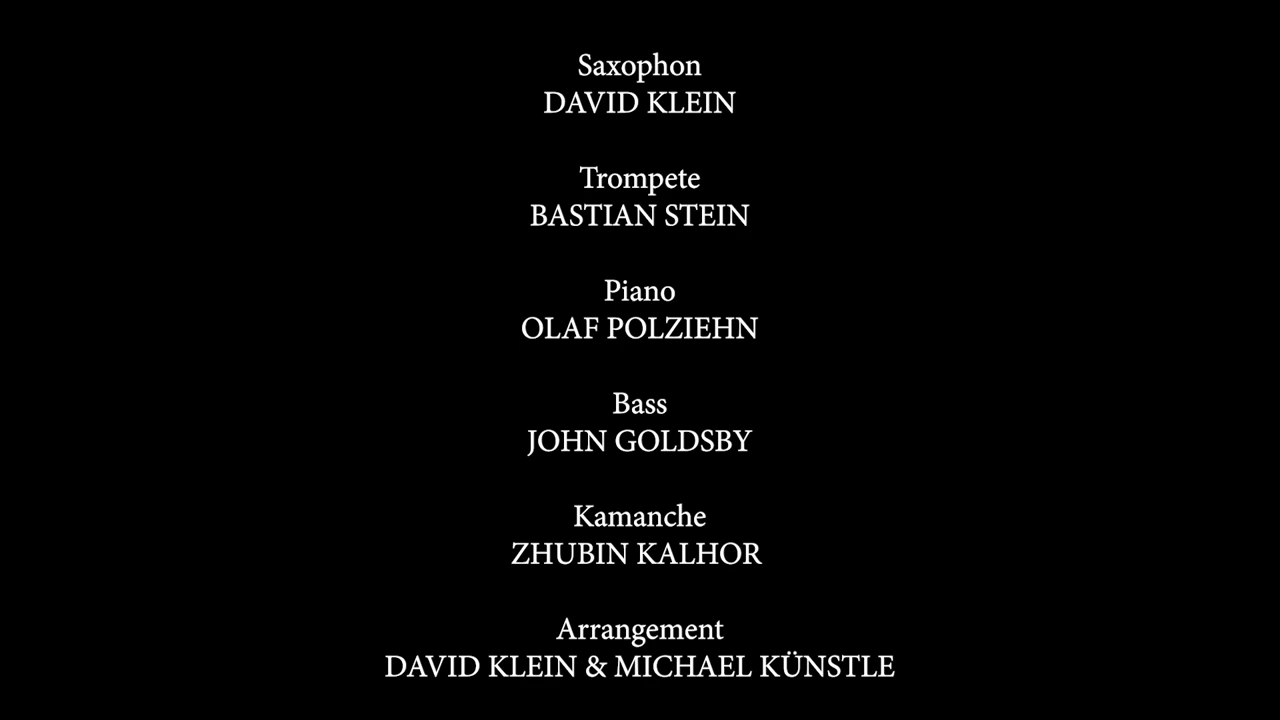 Saxophon
DAVID KLEIN
Trompete
BASTIAN STEIN
Piano
OLAF POLZIEHN
Bass
JOHN GOLDSBY
Kamanche
ZHUBIN KALHOR
Arrangement
DAVID KLEIN & MICHAEL KÜNSTLE